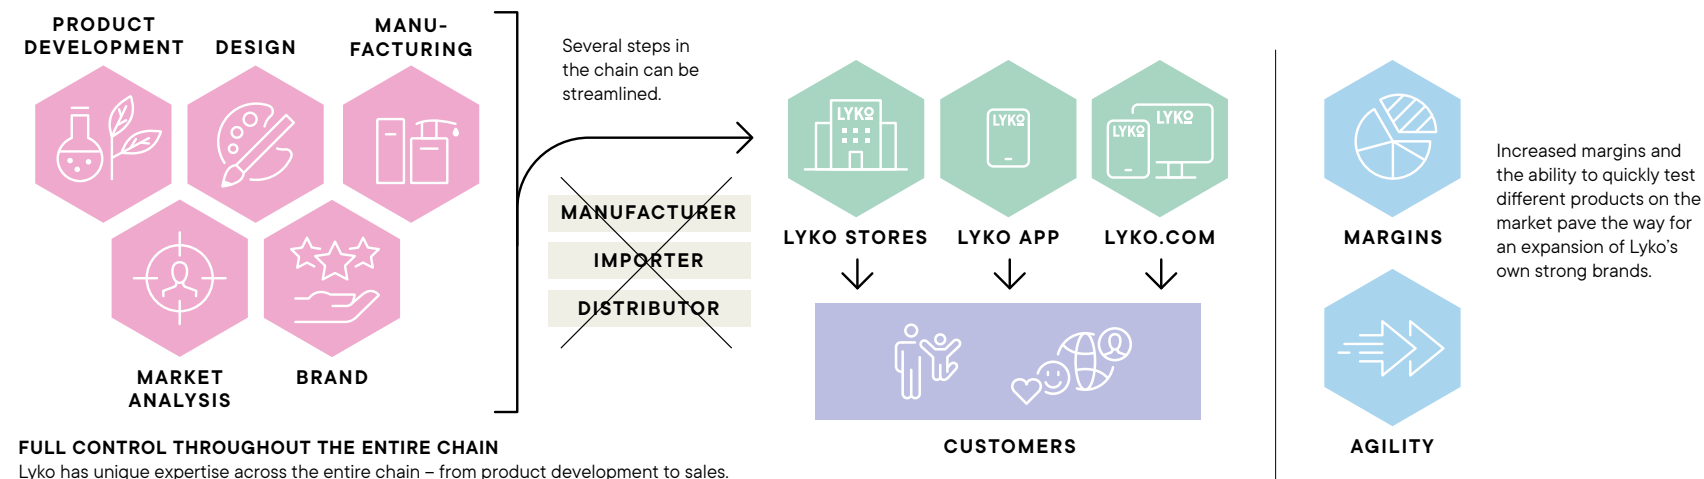 PRODUCT
DEVELOPMENT
DESIGN
MANU-
FACTURING
MARKET
ANALYSIS
BRAND
FULL CONTROL THROUGHOUT THE ENTIRE CHAIN
Lyko has unique expertise across the entire chain – from product development to sales.
Several steps in
the chain can be
streamlined.
MANUFACTURER
IMPORTER
DISTRIBUTOR
LYKO
LYKO
LYKO
LYKO
LYKO STORES
LYKO APP
LYKO.COM
CUSTOMERS
MARGINS
AGILITY
Increased margins and
the ability to quickly test
different products on the
market pave the way for
an expansion of Lyko’s
own strong brands.